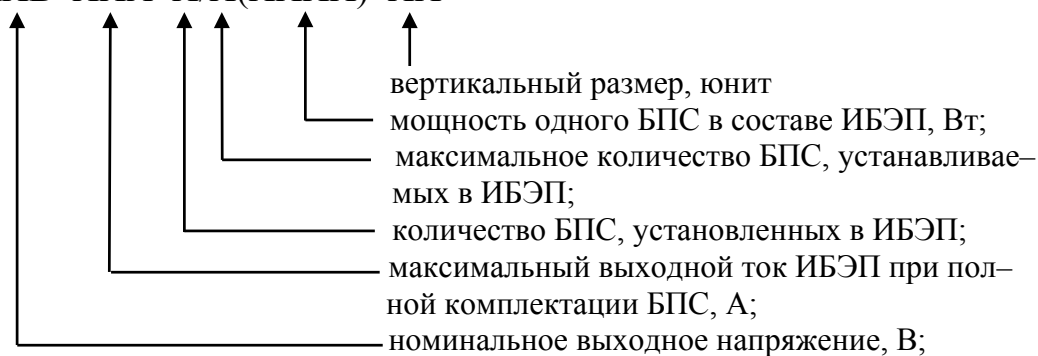 вертикальный размер, юнит
мощность одного БПС в составе ИБЭП, Вт;
максимальное количество БПС, устанавливае–
мых в ИБЭП;
количество БПС, установленных в ИБЭП;
максимальный выходной ток ИБЭП при пол–
ной комплектации БПС, А;
номинальное выходное напряжение, В;